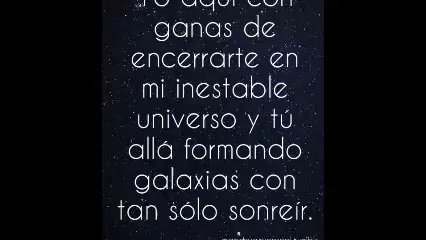 Yo aquí con
ganas de
encerrarte en
mi inestable
universo y tú
allá formando
galaxias con
tan sólo sonreír.